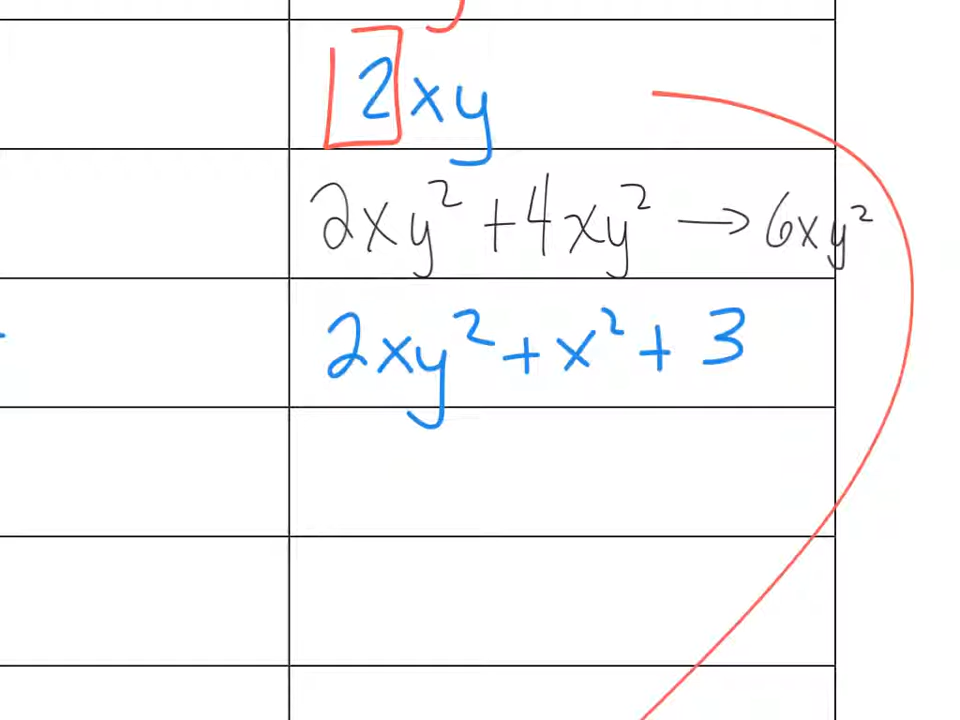 2xy
2xy² + 4xy² → 6xy²
2xy² + x² + 3